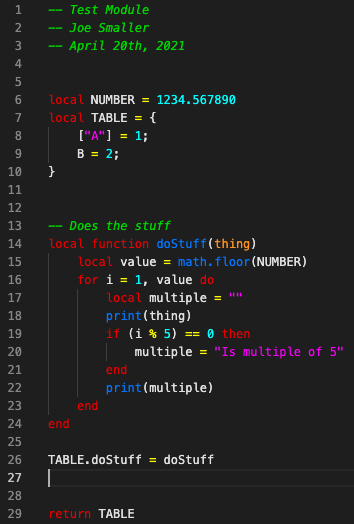 1 -- Test Module
2 -- Joe Smaller
3 -- April 20th, 2021
4
5
6 local NUMBER = 1234.567890
7 local TABLE = {
8     ["A"] = 1;
9     B = 2;
10 }
11
12
13 -- Does the stuff
14 local function doStuff(thing)
15     local value = math.floor(NUMBER)
16     for i = 1, value do
17         local multiple = ""
18         print(thing)
19         if (i % 5) == 0 then
20             multiple = "Is multiple of 5"
21         end
22         print(multiple)
23     end
24 end
25
26 TABLE.doStuff = doStuff
27
28
29 return TABLE